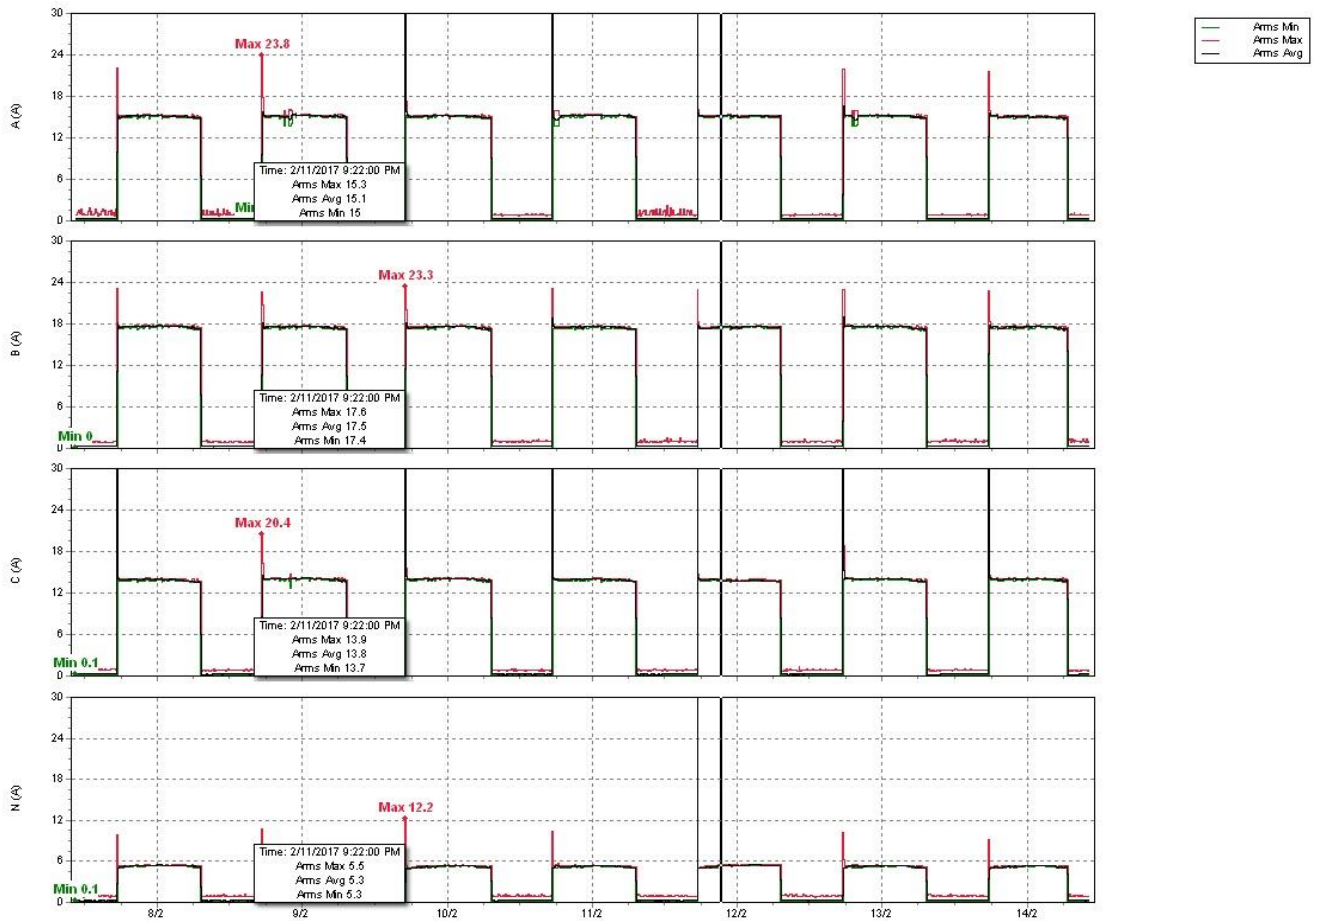 Arms Min
Arms Max
Arms Avg
A (A)
30
24
18
12
6
0
Max 23.8
Time: 2/11/2017 9:22:00 PM
Arms Max 15.3
Arms Avg 15.1
Arms Min 15
B (A)
30
24
18
12
6
0
Max 23.3
Min 0
Time: 2/11/2017 9:22:00 PM
Arms Max 17.6
Arms Avg 17.5
Arms Min 17.4
C (A)
30
24
18
12
6
0
Max 20.4
Min 0.1
Time: 2/11/2017 9:22:00 PM
Arms Max 13.9
Arms Avg 13.8
Arms Min 13.7
N (A)
30
24
18
12
6
0
Max 12.2
Min 0.1
Time: 2/11/2017 9:22:00 PM
Arms Max 5.5
Arms Avg 5.3
Arms Min 5.3
8/2 9/2 10/2 11/2 12/2 13/2 14/2